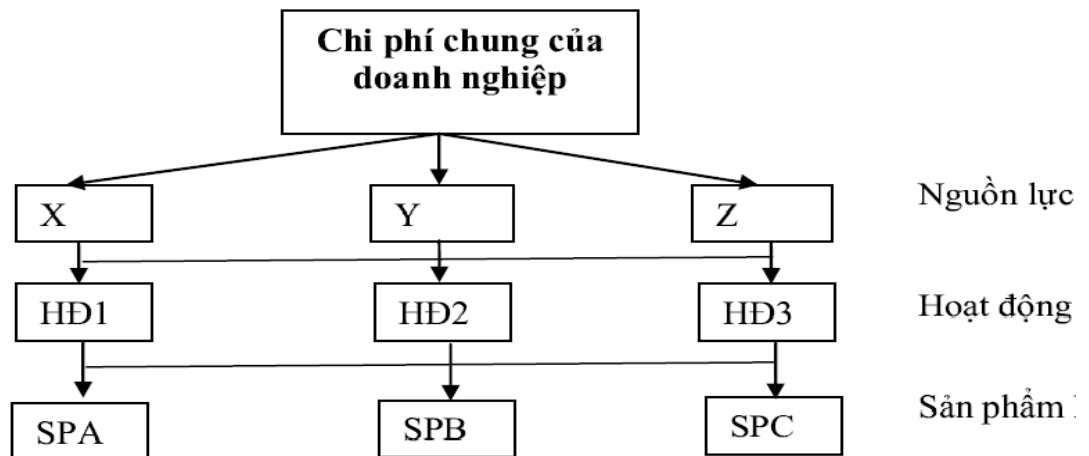 Chi phí chung của
doanh nghiệp
X Y Z Nguồn lực
HĐ1 HĐ2 HĐ3 Hoạt động
SPA SPB SPC Sản phẩm